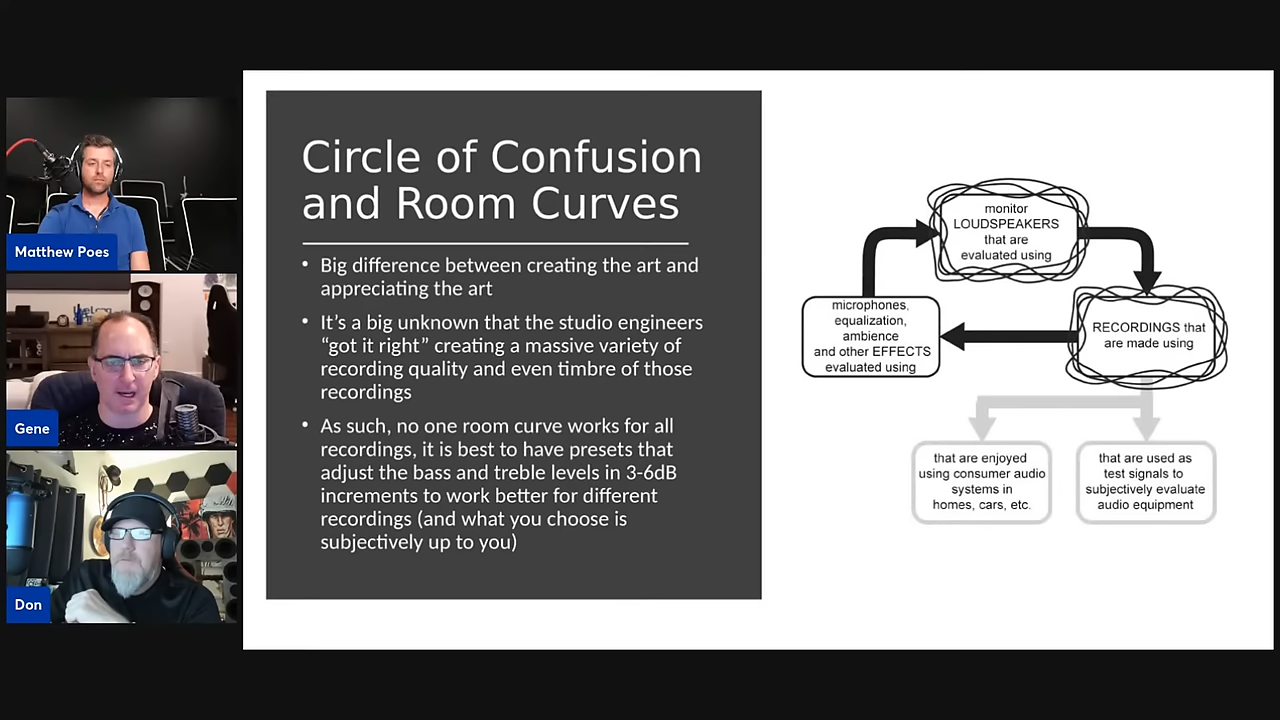 Matthew Poes
Gene
Don
Circle of Confusion
and Room Curves
• Big difference between creating the art and
appreciating the art
• It’s a big unknown that the studio engineers
“got it right” creating a massive variety of
recording quality and even timbre of those
recordings
• As such, no one room curve works for all
recordings, it is best to have presets that
adjust the bass and treble levels in 3-6dB
increments to work better for different
recordings (and what you choose is
subjectively up to you)
monitor
LOUDSPEAKERS
that are
evaluated using
RECORDINGS that
are made using
microphones,
equalization,
ambience
and other EFFECTS
evaluated using
that are enjoyed
using consumer audio
systems in
homes, cars, etc.
that are used as
test signals to
subjectively evaluate
audio equipment